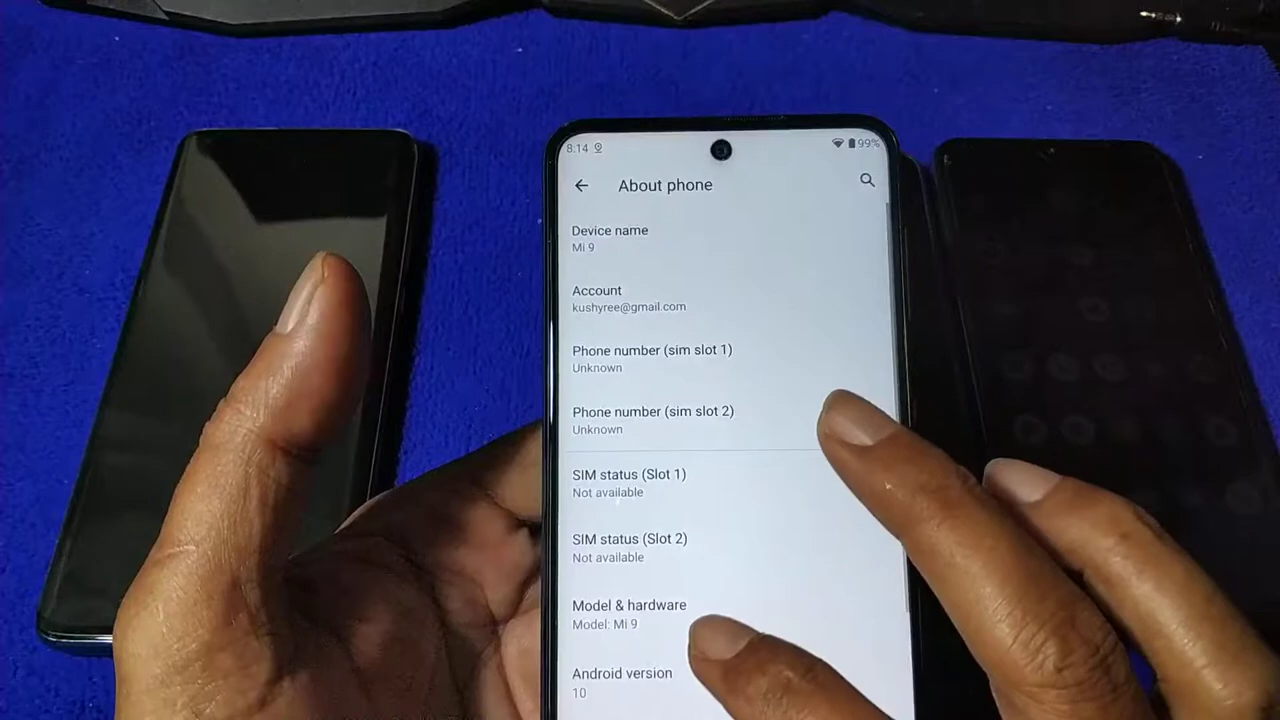 8:14
99%
About phone
Device name
Mi 9
Account
kushyree@gmail.com
Phone number (sim slot 1)
Unknown
Phone number (sim slot 2)
Unknown
SIM status (Slot 1)
Not available
SIM status (Slot 2)
Not available
Model & hardware
Model: Mi 9
Android version
10